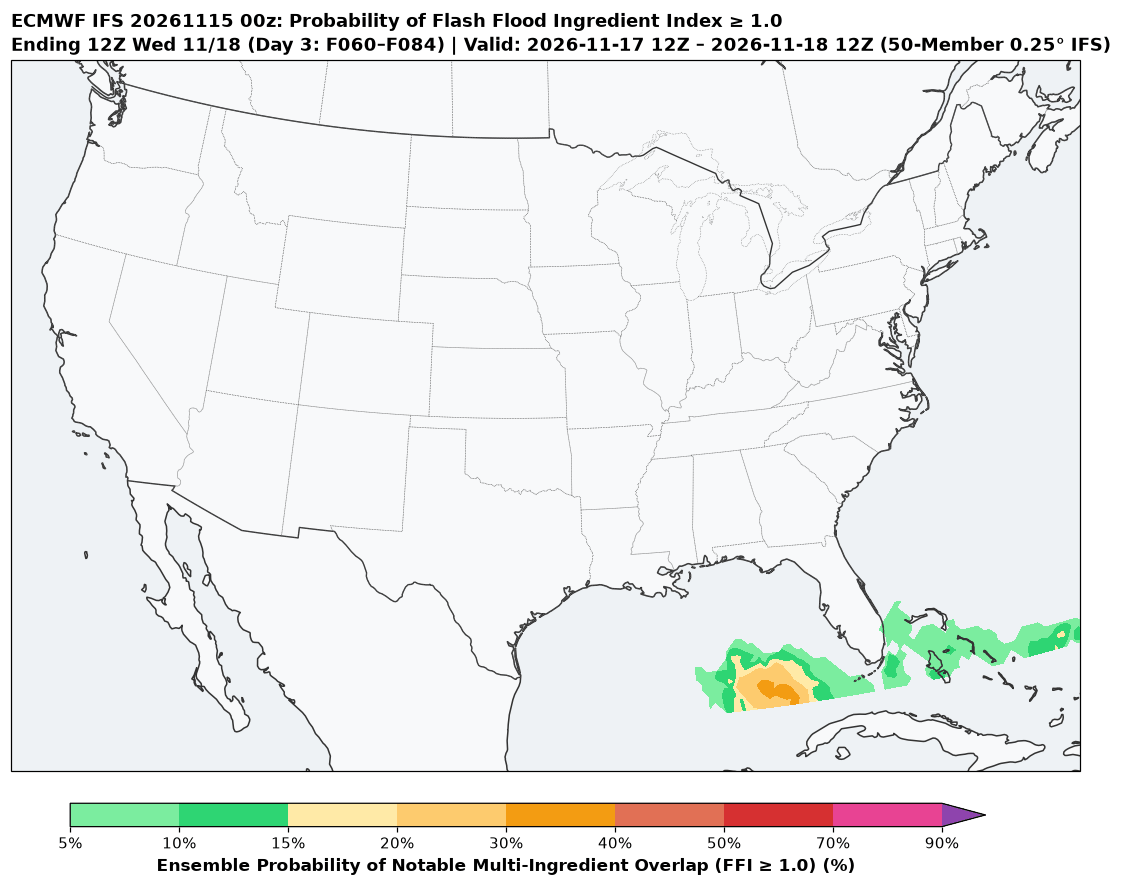 ECMWF IFS 20261115 00z: Probability of Flash Flood Ingredient Index ≥ 1.0
Ending 12Z Wed 11/18 (Day 3: F060–F084) | Valid: 2026-11-17 12Z – 2026-11-18 12Z (50-Member 0.25° IFS)
5% 10% 15% 20% 30% 40% 50% 70% 90%
Ensemble Probability of Notable Multi-Ingredient Overlap (FFI ≥ 1.0) (%)